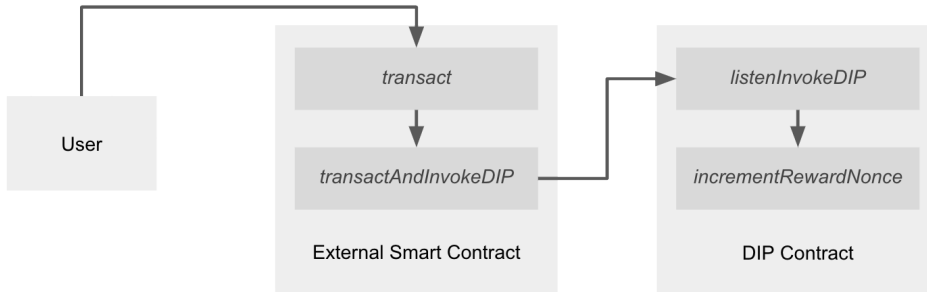 User
transact
transactAndInvokeDIP
External Smart Contract
listenInvokeDIP
incrementRewardNonce
DIP Contract